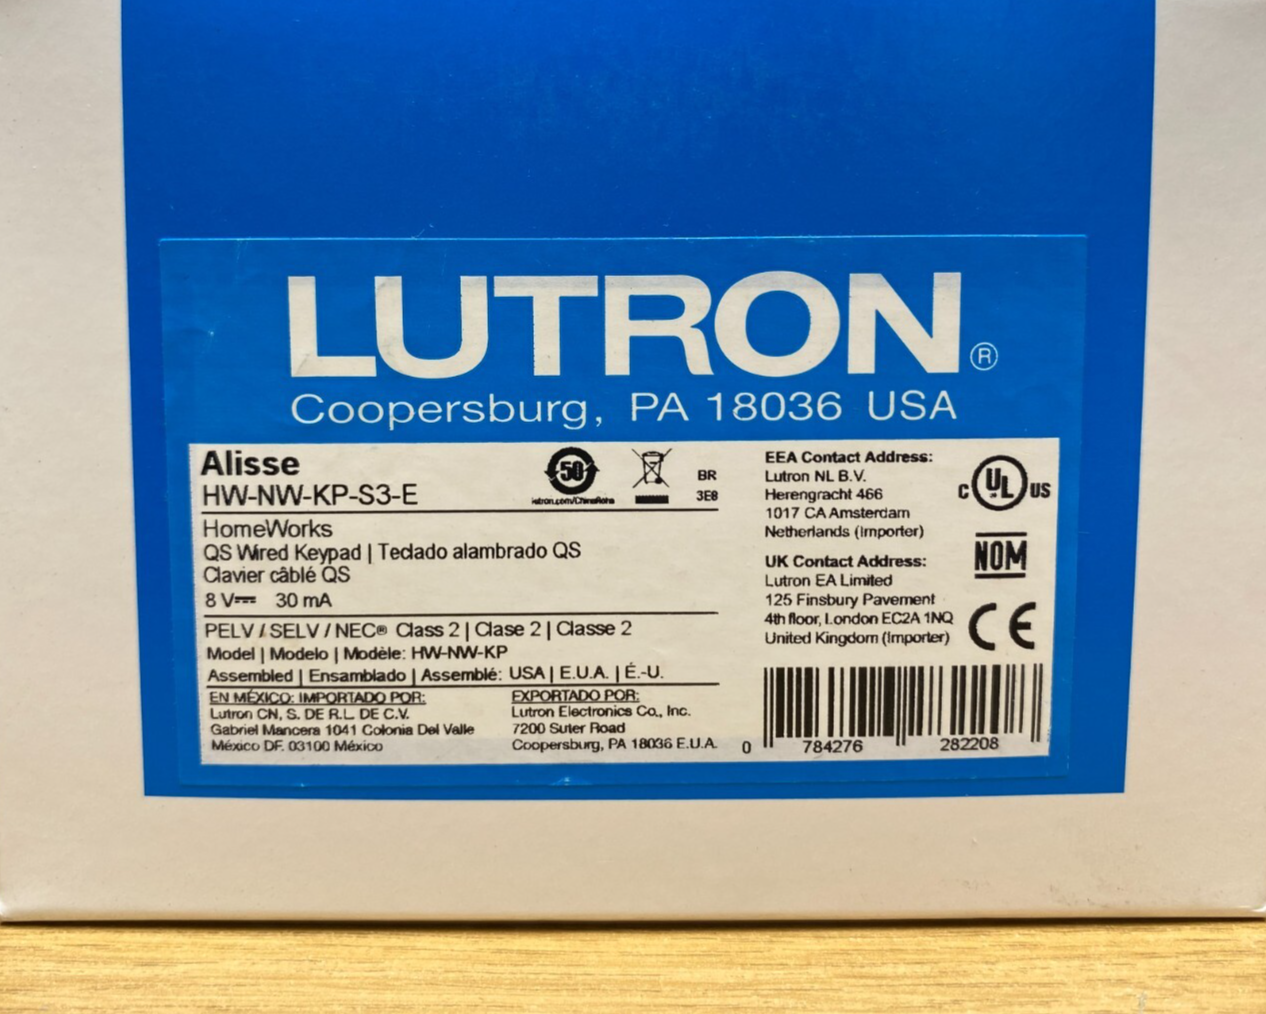 LUTRON®
Coopersburg, PA 18036 USA
Alisse
HW-NW-KP-S3-E
50
lutron.com/ChinaRohs
BR
3E8
HomeWorks
QS Wired Keypad | Teclado alambrado QS
Clavier câblé QS
8 V 30 mA
PELV / SELV / NEC® Class 2 | Clase 2 | Classe 2
Model | Modelo | Modèle: HW-NW-KP
Assembled | Ensamblado | Assemblé: USA | E.U.A. | É.-U.
EN MÉXICO: IMPORTADO POR:
Lutron CN, S. DE R.L. DE C.V.
Gabriel Mancera 1041 Colonia Del Valle
México DF. 03100 México
EXPORTADO POR:
Lutron Electronics Co., Inc.
7200 Suter Road
Coopersburg, PA 18036 E.U.A.
EEA Contact Address:
Lutron NL B.V.
Herengracht 466
1017 CA Amsterdam
Netherlands (Importer)
UK Contact Address:
Lutron EA Limited
125 Finsbury Pavement
4th floor, London EC2A 1NQ
United Kingdom (Importer)
C UL US
NOM
CE
0 784276 282208